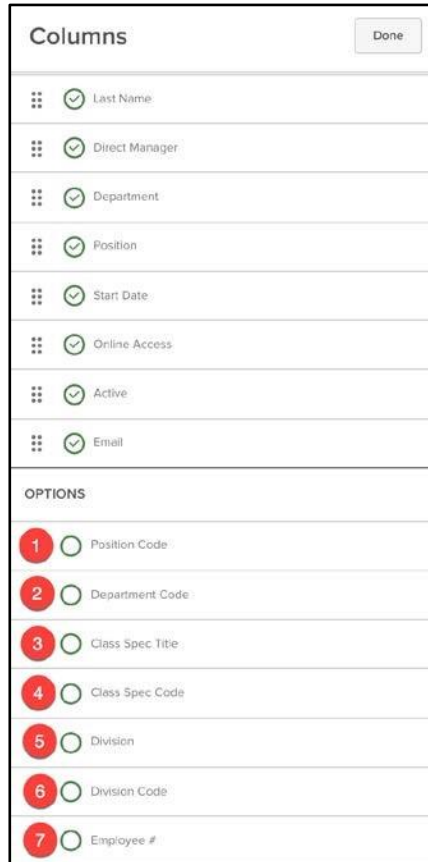 Columns
Done
Last Name
Direct Manager
Department
Position
Start Date
Online Access
Active
Email
OPTIONS
1 Position Code
2 Department Code
3 Class Spec Title
4 Class Spec Code
5 Division
6 Division Code
7 Employee #